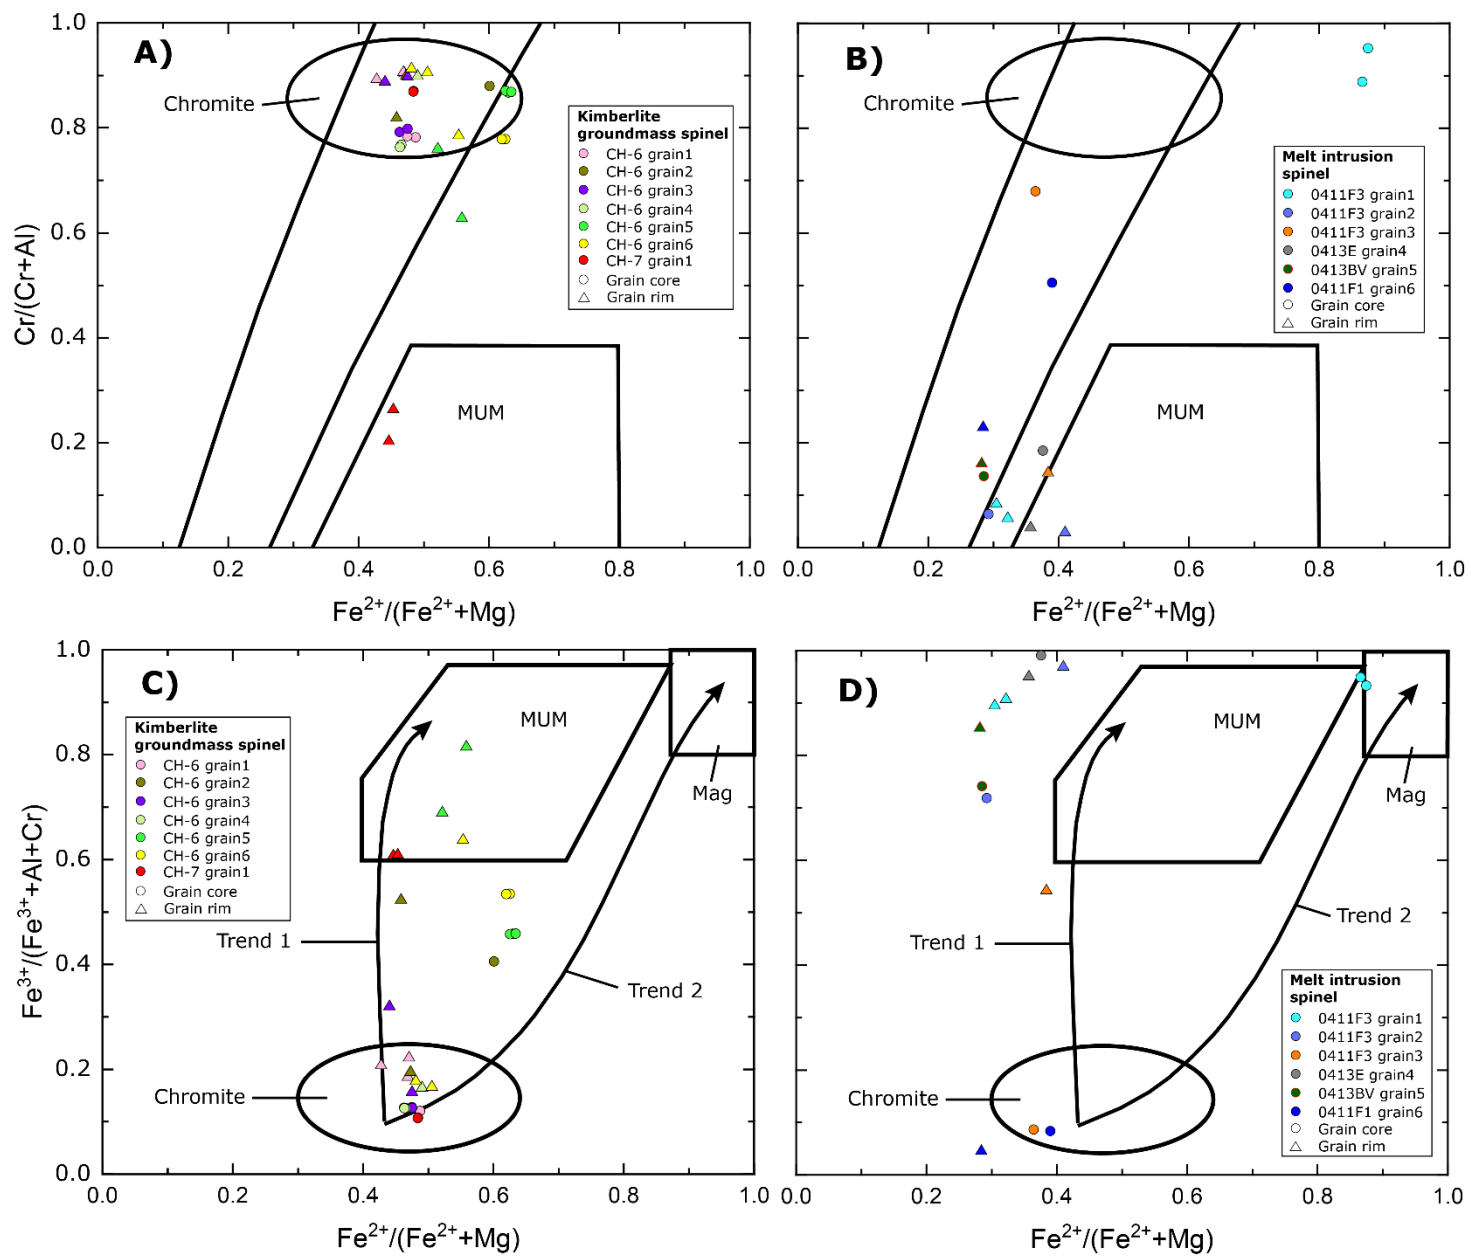 A)
Chromite
MUM
Kimberlite
groundmass spinel
CH-6 grain1
CH-6 grain2
CH-6 grain3
CH-6 grain4
CH-6 grain5
CH-6 grain6
CH-7 grain1
Grain core
Grain rim
1.0
0.8
0.6
0.4
0.2
0.0
Cr/(Cr+Al)
0.0 0.2 0.4 0.6 0.8 1.0
Fe²⁺/(Fe²⁺+Mg)
B)
Chromite
MUM
Melt intrusion
spinel
0411F3 grain1
0411F3 grain2
0411F3 grain3
0413E grain4
0413BV grain5
0411F1 grain6
Grain core
Grain rim
0.0 0.2 0.4 0.6 0.8 1.0
Fe²⁺/(Fe²⁺+Mg)
C)
MUM
Mag
Kimberlite
groundmass spinel
CH-6 grain1
CH-6 grain2
CH-6 grain3
CH-6 grain4
CH-6 grain5
CH-6 grain6
CH-7 grain1
Grain core
Grain rim
Trend 1
Trend 2
Chromite
1.0
0.8
0.6
0.4
0.2
0.0
Fe³⁺/(Fe³⁺+Al+Cr)
0.0 0.2 0.4 0.6 0.8 1.0
Fe²⁺/(Fe²⁺+Mg)
D)
MUM
Mag
Trend 2
Trend 1
Chromite
Melt intrusion
spinel
0411F3 grain1
0411F3 grain2
0411F3 grain3
0413E grain4
0413BV grain5
0411F1 grain6
Grain core
Grain rim
0.0 0.2 0.4 0.6 0.8 1.0
Fe²⁺/(Fe²⁺+Mg)